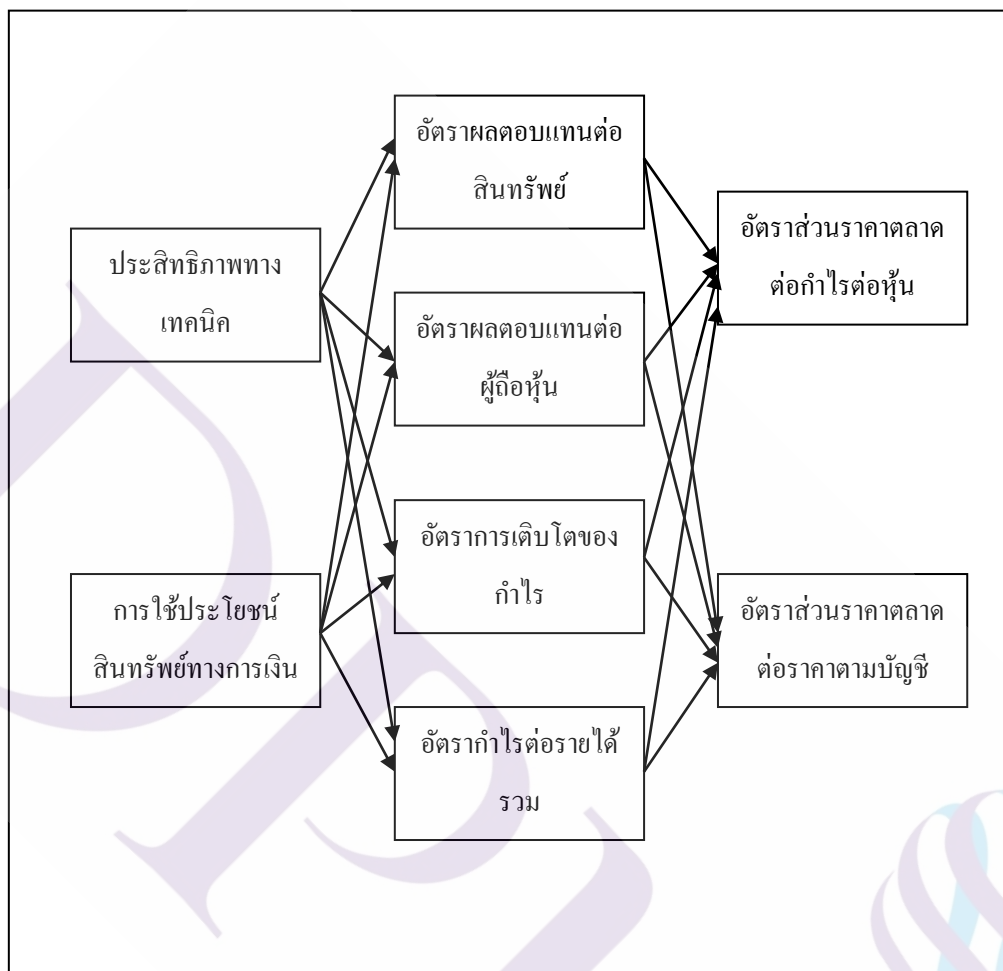 อัตราผลตอบแทนต่อ
สินทรัพย์
อัตราส่วนราคาตลาด
ต่อกำไรต่อหุ้น
ประสิทธิภาพทาง
เทคนิค
อัตราผลตอบแทนต่อ
ผู้ถือหุ้น
อัตราการเติบโตของ
กำไร
การใช้ประโยชน์
สินทรัพย์ทางการเงิน
อัตราส่วนราคาตลาด
ต่อราคาตามบัญชี
อัตรากำไรต่อรายได้
รวม